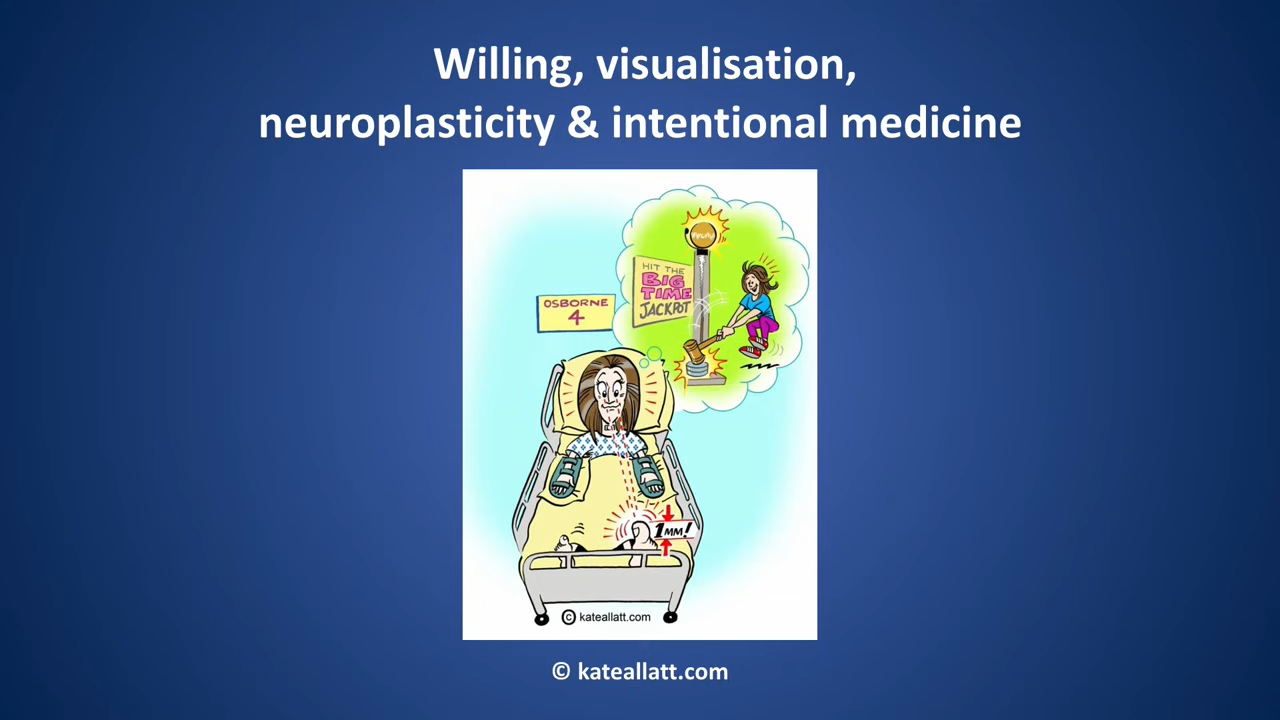 Willing, visualisation,
neuroplasticity & intentional medicine
HIT THE
BIG
TIME
JACKPOT
OSBORNE
4
1MM!
© kateallatt.com
© kateallatt.com